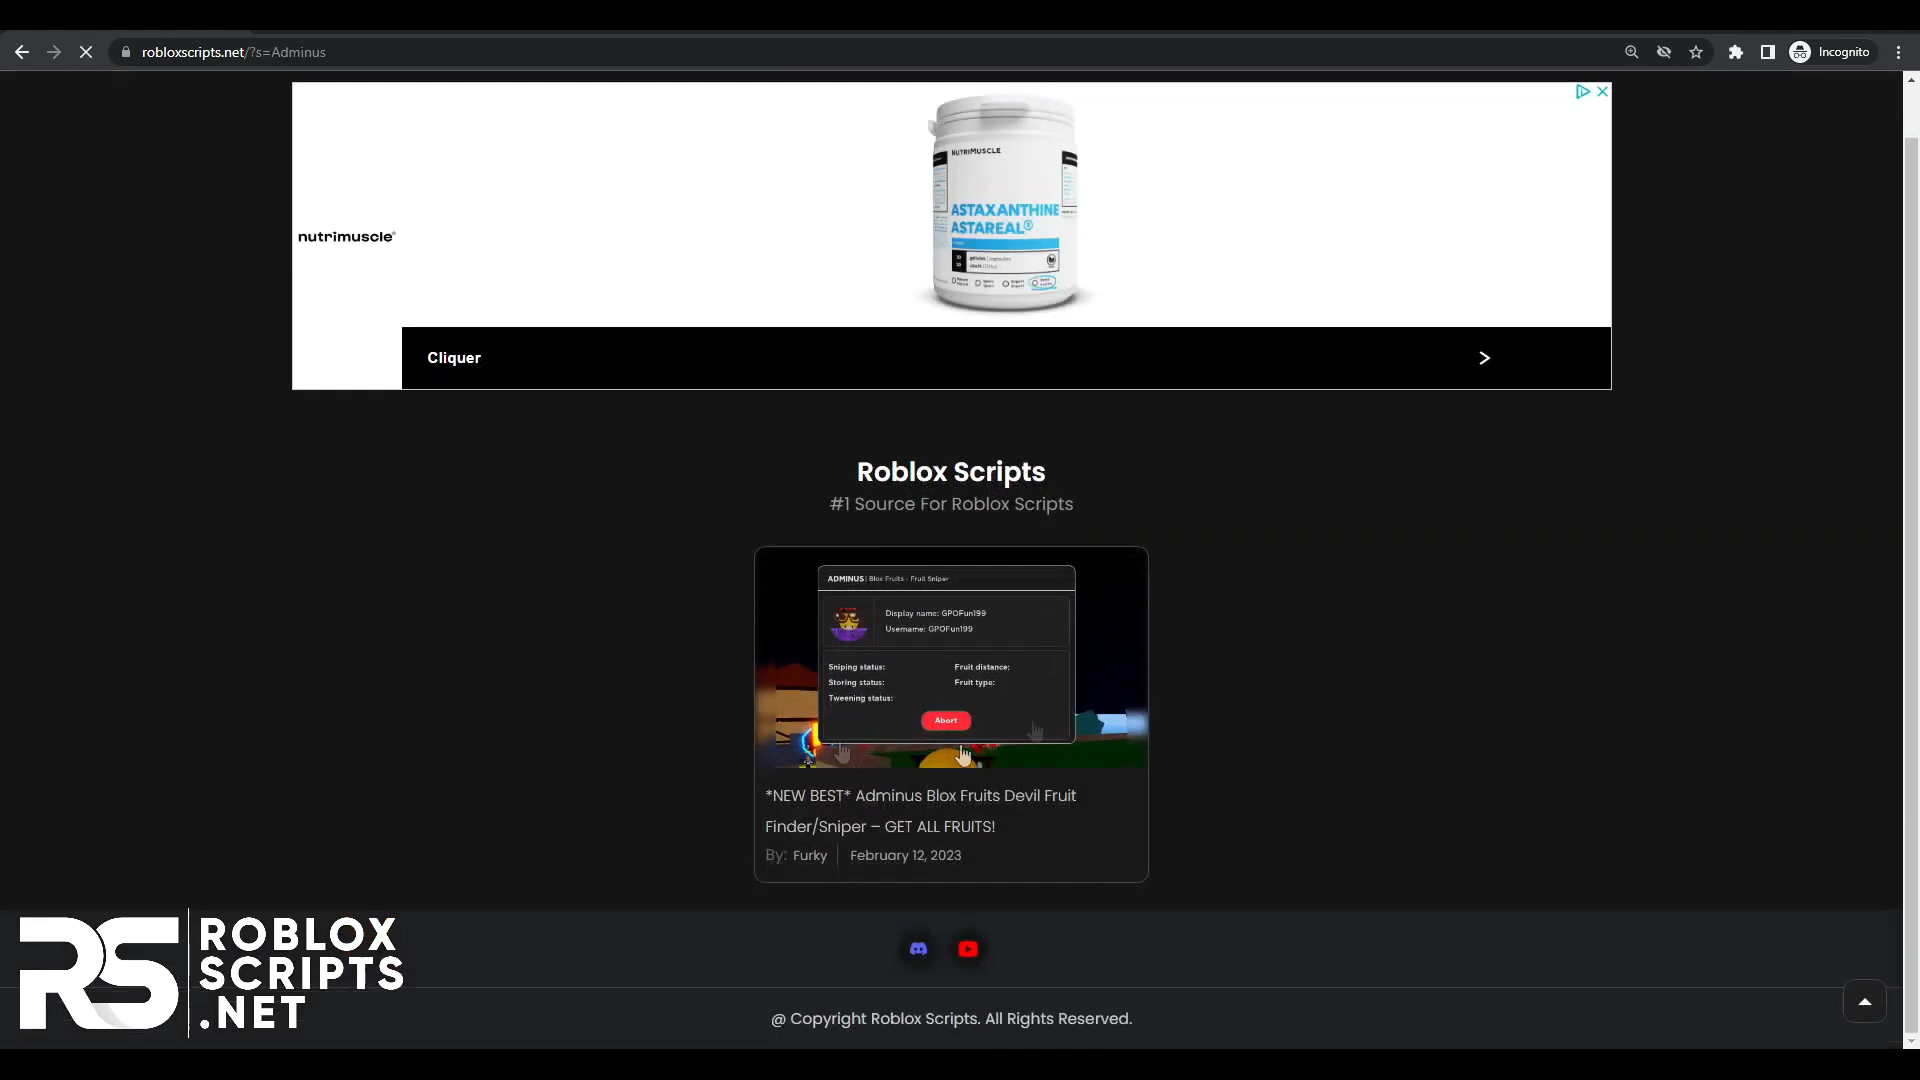 robloxscripts.net/?s=Adminus
Incognito
NUTRIMUSCLE
ASTAXANTHINE
ASTAREAL®
nutrimuscle®
Cliquer
Roblox Scripts
#1 Source For Roblox Scripts
ADMINUS | Blox Fruits - Fruit Sniper
Display name: GPOFun199
Username: GPOFun199
Sniping status:
Fruit distance:
Storing status:
Fruit type:
Tweening status:
Abort
*NEW BEST* Adminus Blox Fruits Devil Fruit
Finder/Sniper – GET ALL FRUITS!
By: Furky
February 12, 2023
RS
ROBLOX
SCRIPTS
.NET
@ Copyright Roblox Scripts. All Rights Reserved.